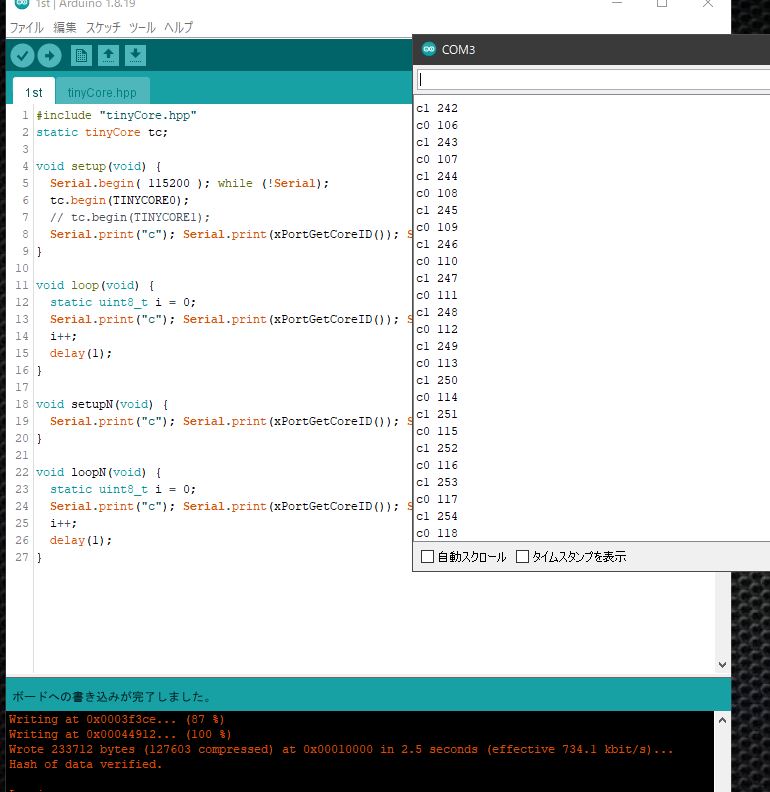 1st | Arduino 1.8.19
ファイル 編集 スケッチ ツール ヘルプ
1st
tinyCore.hpp
1 #include "tinyCore.hpp"
2 static tinyCore tc;
3
4 void setup(void) {
5 Serial.begin( 115200 ); while (!Serial);
6 tc.begin(TINYCORE0);
7 // tc.begin(TINYCORE1);
8 Serial.print("c"); Serial.print(xPortGetCoreID()); S
9 }
10
11 void loop(void) {
12 static uint8_t i = 0;
13 Serial.print("c"); Serial.print(xPortGetCoreID()); S
14 i++;
15 delay(1);
16 }
17
18 void setupN(void) {
19 Serial.print("c"); Serial.print(xPortGetCoreID()); S
20 }
21
22 void loopN(void) {
23 static uint8_t i = 0;
24 Serial.print("c"); Serial.print(xPortGetCoreID()); S
25 i++;
26 delay(1);
27 }
COM3
c1 242
c0 106
c1 243
c0 107
c1 244
c0 108
c1 245
c0 109
c1 246
c0 110
c1 247
c0 111
c1 248
c0 112
c1 249
c0 113
c1 250
c0 114
c1 251
c0 115
c1 252
c0 116
c1 253
c0 117
c1 254
c0 118
自動スクロール タイムスタンプを表示
ボードへの書き込みが完了しました。
Writing at 0x0003f3ce... (87 %)
Writing at 0x00044912... (100 %)
Wrote 233712 bytes (127603 compressed) at 0x00010000 in 2.5 seconds (effective 734.1 kbit/s)...
Hash of data verified.